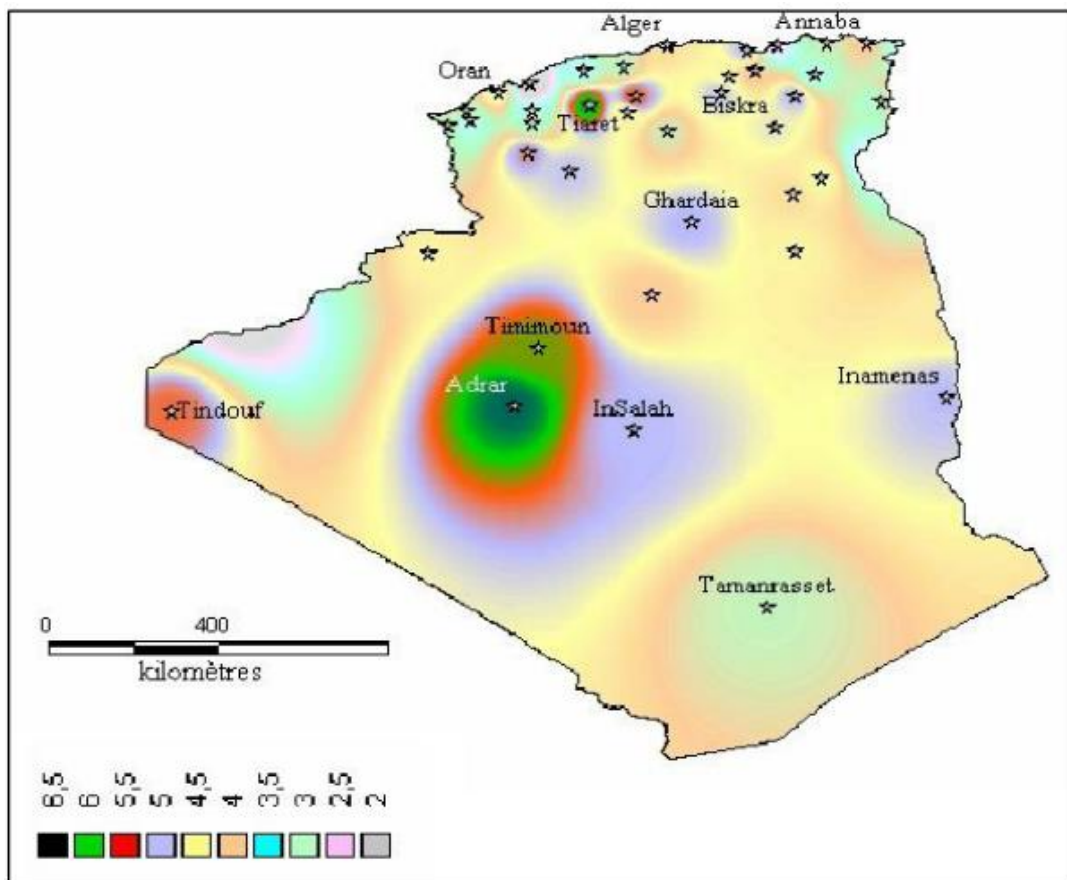 Alger
Annaba
Oran
Tiaret
Biskra
Ghardaia
Timimoun
Adrar
Inamenas
Tindouf
InSalah
Tamanrasset
0 400
kilomètres
6,5 6 5,5 5 4,5 4 3,5 3 2,5 2